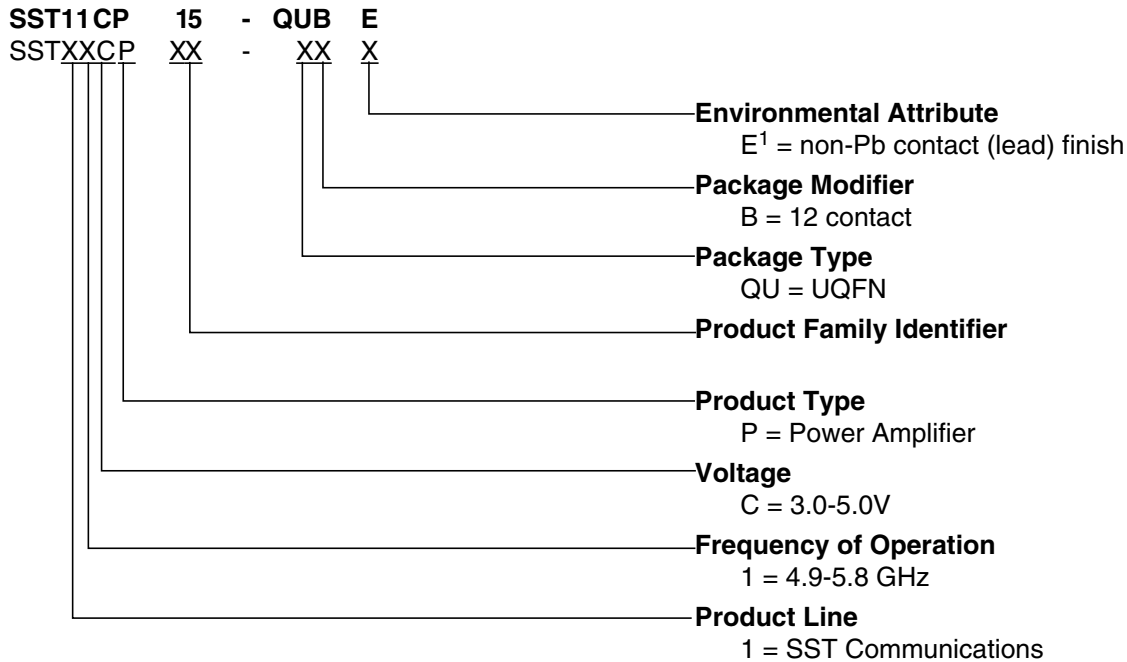 SST11CP 15 - QUB E
SSTXXCP XX - XX X
Environmental Attribute
E1 = non-Pb contact (lead) finish
Package Modifier
B = 12 contact
Package Type
QU = UQFN
Product Family Identifier
Product Type
P = Power Amplifier
Voltage
C = 3.0-5.0V
Frequency of Operation
1 = 4.9-5.8 GHz
Product Line
1 = SST Communications